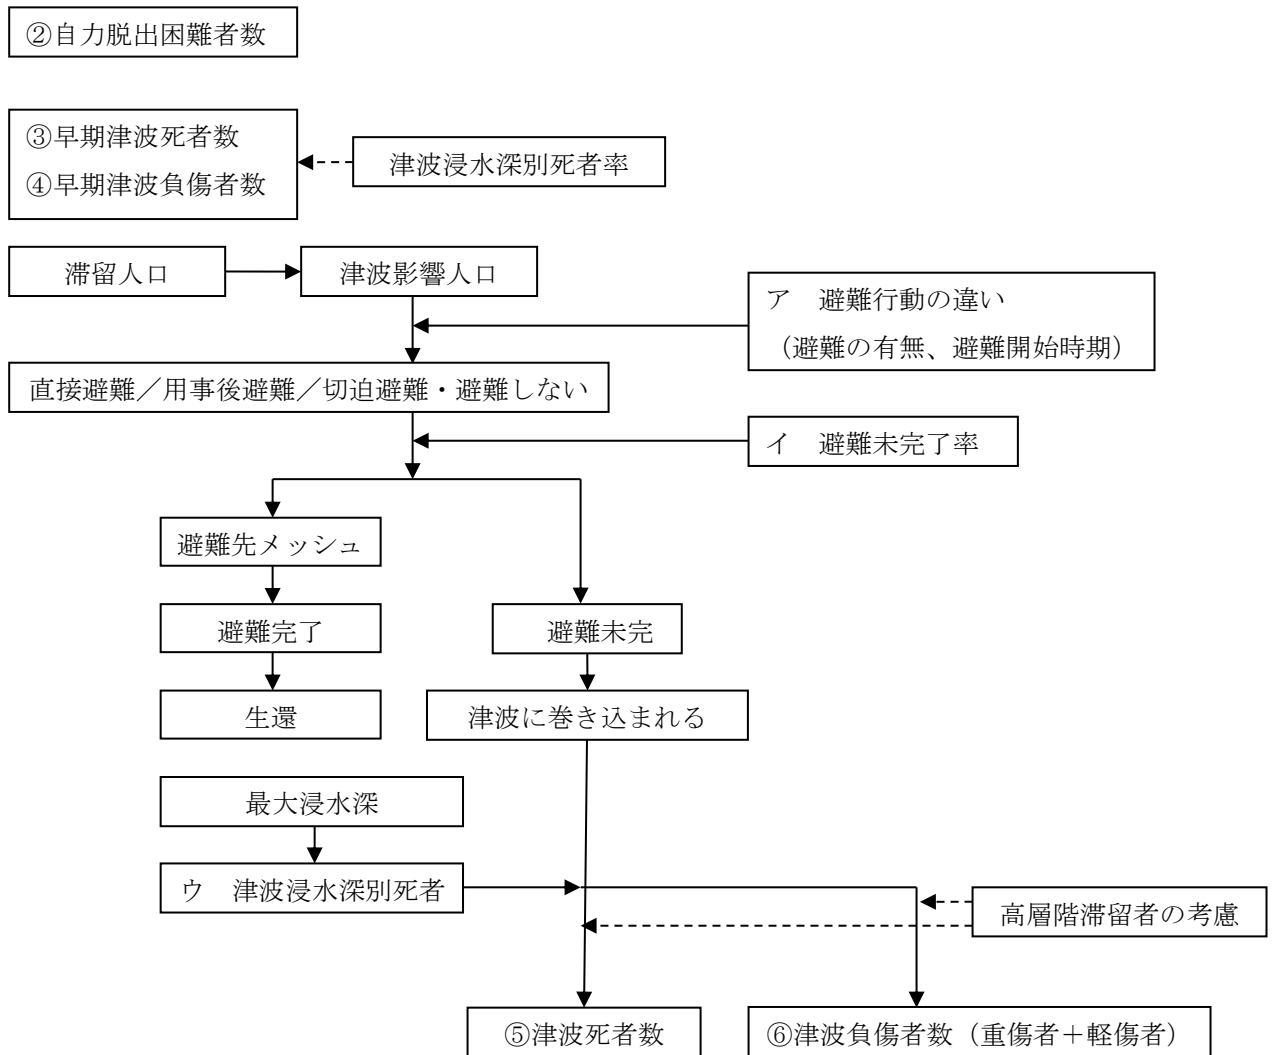 ②自力脱出困難者数
③早期津波死者数
④早期津波負傷者数
津波浸水深別死者率
滞留人口
津波影響人口
ア　避難行動の違い
（避難の有無、避難開始時期）
直接避難／用事後避難／切迫避難・避難しない
イ　避難未完了率
避難先メッシュ
避難完了
避難未完
生還
津波に巻き込まれる
最大浸水深
ウ　津波浸水深別死者
高層階滞留者の考慮
⑤津波死者数
⑥津波負傷者数（重傷者＋軽傷者）